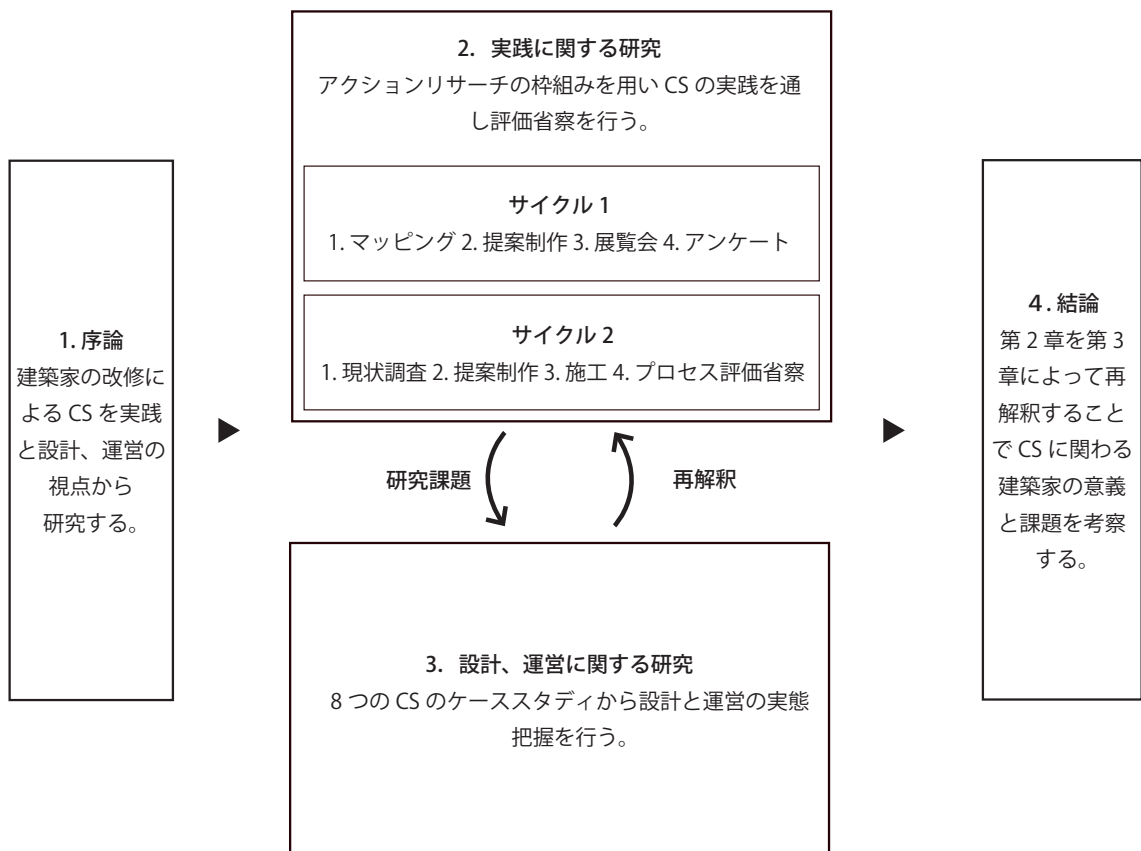 1. 序論
建築家の改修に
よる CS を実践
と設計、運営の
視点から
研究する。
2. 実践に関する研究
アクションリサーチの枠組みを用い CS の実践を通
し評価省察を行う。
サイクル 1
1. マッピング 2. 提案制作 3. 展覧会 4. アンケート
サイクル 2
1. 現状調査 2. 提案制作 3. 施工 4. プロセス評価省察
研究課題
再解釈
3. 設計、運営に関する研究
8 つの CS のケーススタディから設計と運営の実態
把握を行う。
４. 結論
第 2 章を第 3
章によって再
解釈すること
で CS に関わる
建築家の意義
と課題を考察
する。